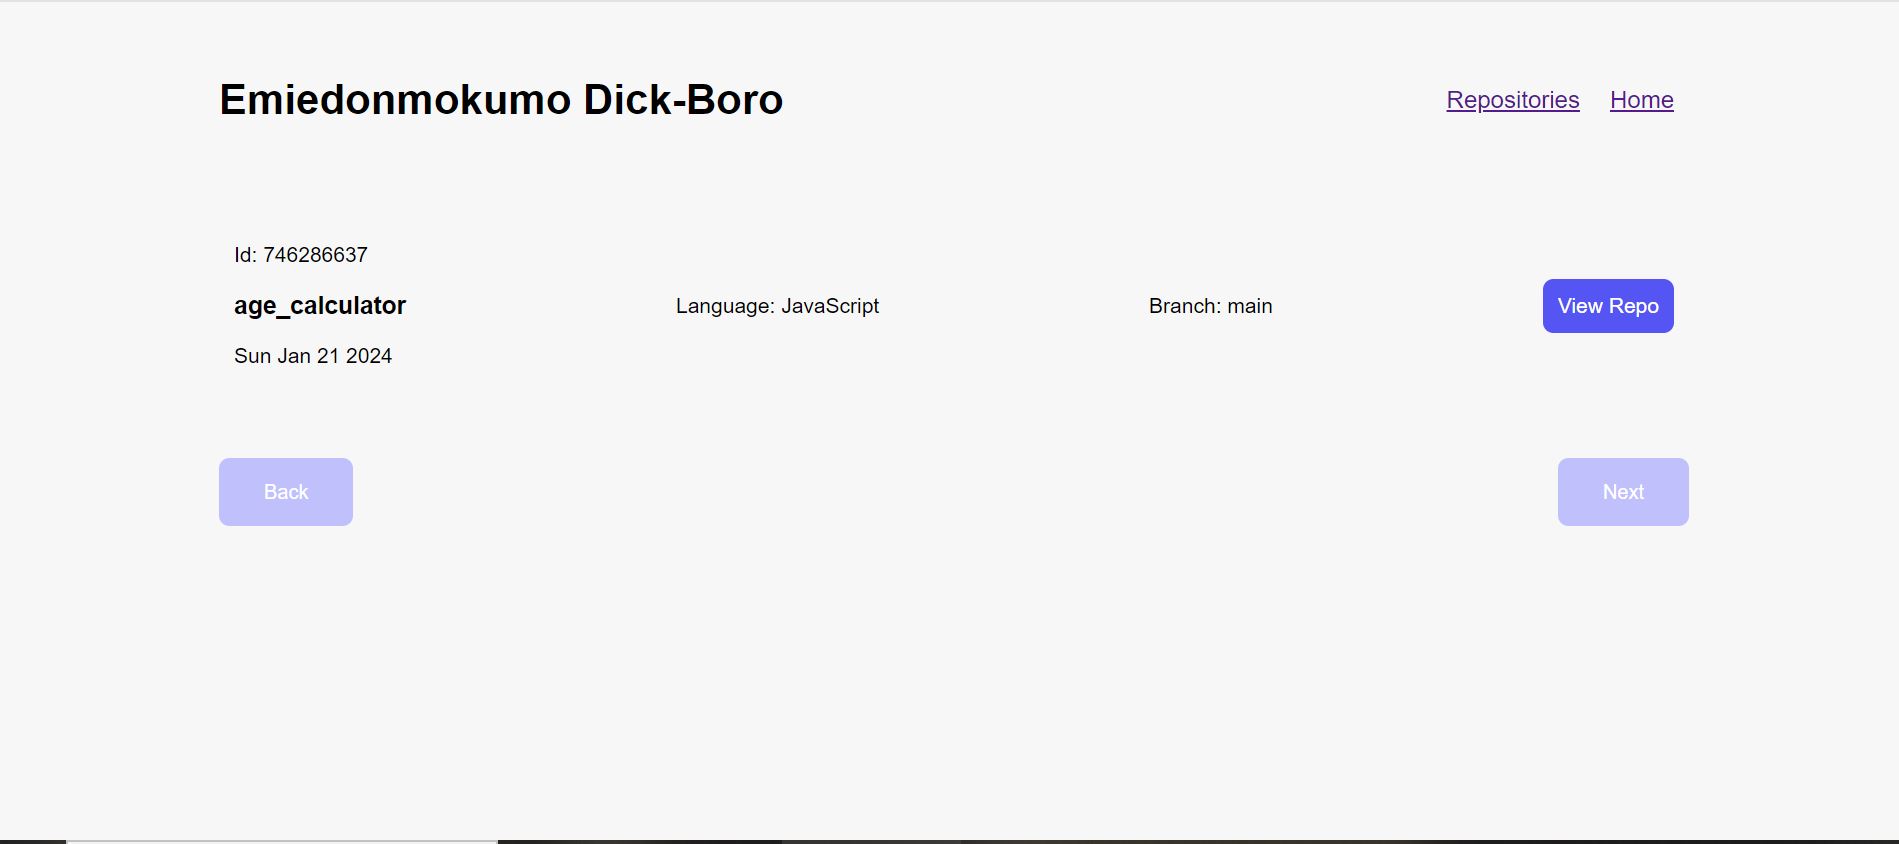 Emiedonmokumo Dick-Boro
Repositories Home
Id: 746286637
age_calculator
Sun Jan 21 2024
Language: JavaScript
Branch: main
View Repo
Back
Next